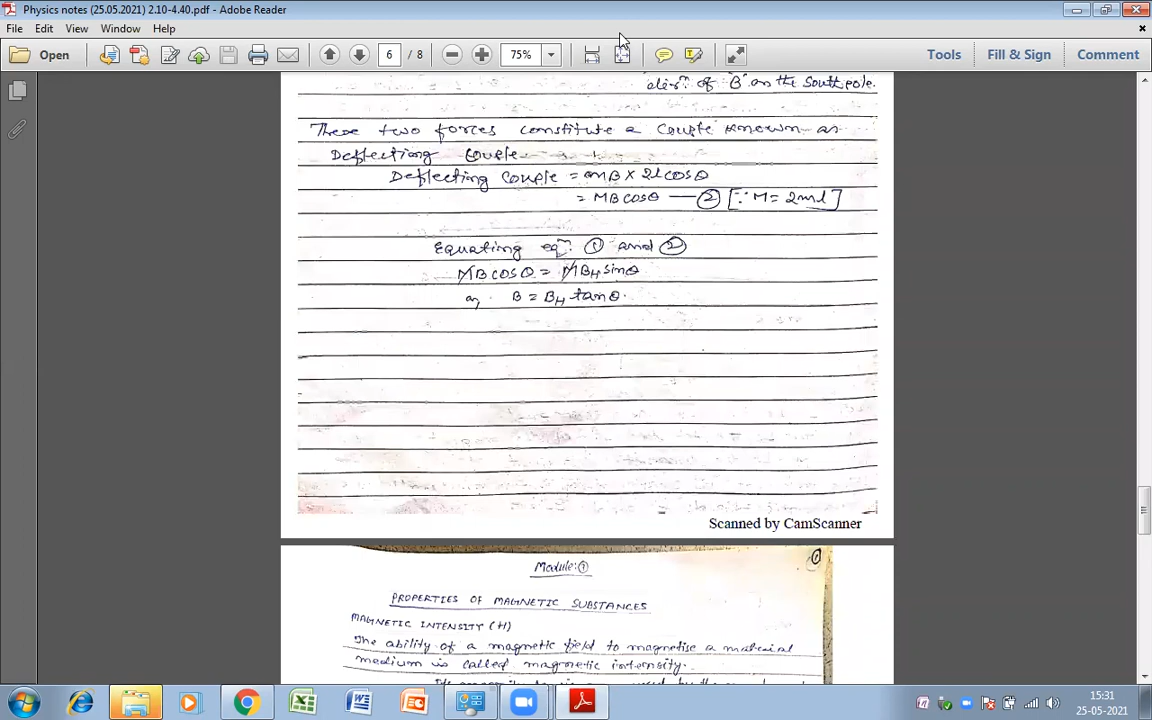 Physics notes (25.05.2021) 2.10-4.40.pdf - Adobe Reader
File Edit View Window Help
Open 6 / 8 75% Tools Fill & Sign Comment
of "B" on the South pole.
These two forces constitute a couple known as
Deflecting couple.
Deflecting couple = mB × 2l cosθ
= MB cosθ — ② [∵ M = 2ml]
Equating eqn. ① and ②
MB cosθ = MBH sinθ
B = BH tanθ.
Scanned by CamScanner
①
Module:①
PROPERTIES OF MAGNETIC SUBSTANCES
MAGNETIC INTENSITY (H)
The ability of a magnetic field to magnetise a material
medium is called magnetic intensity.
15:31
25-05-2021